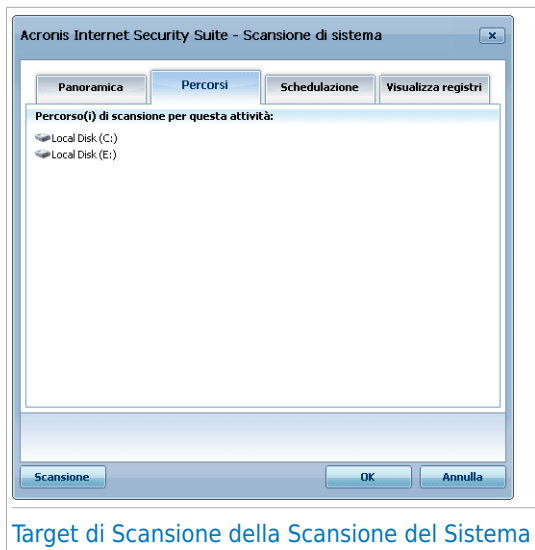 Acronis Internet Security Suite - Scansione di sistema
Panoramica Percorsi Schedulazione Visualizza registri
Percorso(i) di scansione per questa attività:
Local Disk (C:)
Local Disk (E:)
Scansione OK Annulla
Target di Scansione della Scansione del Sistema